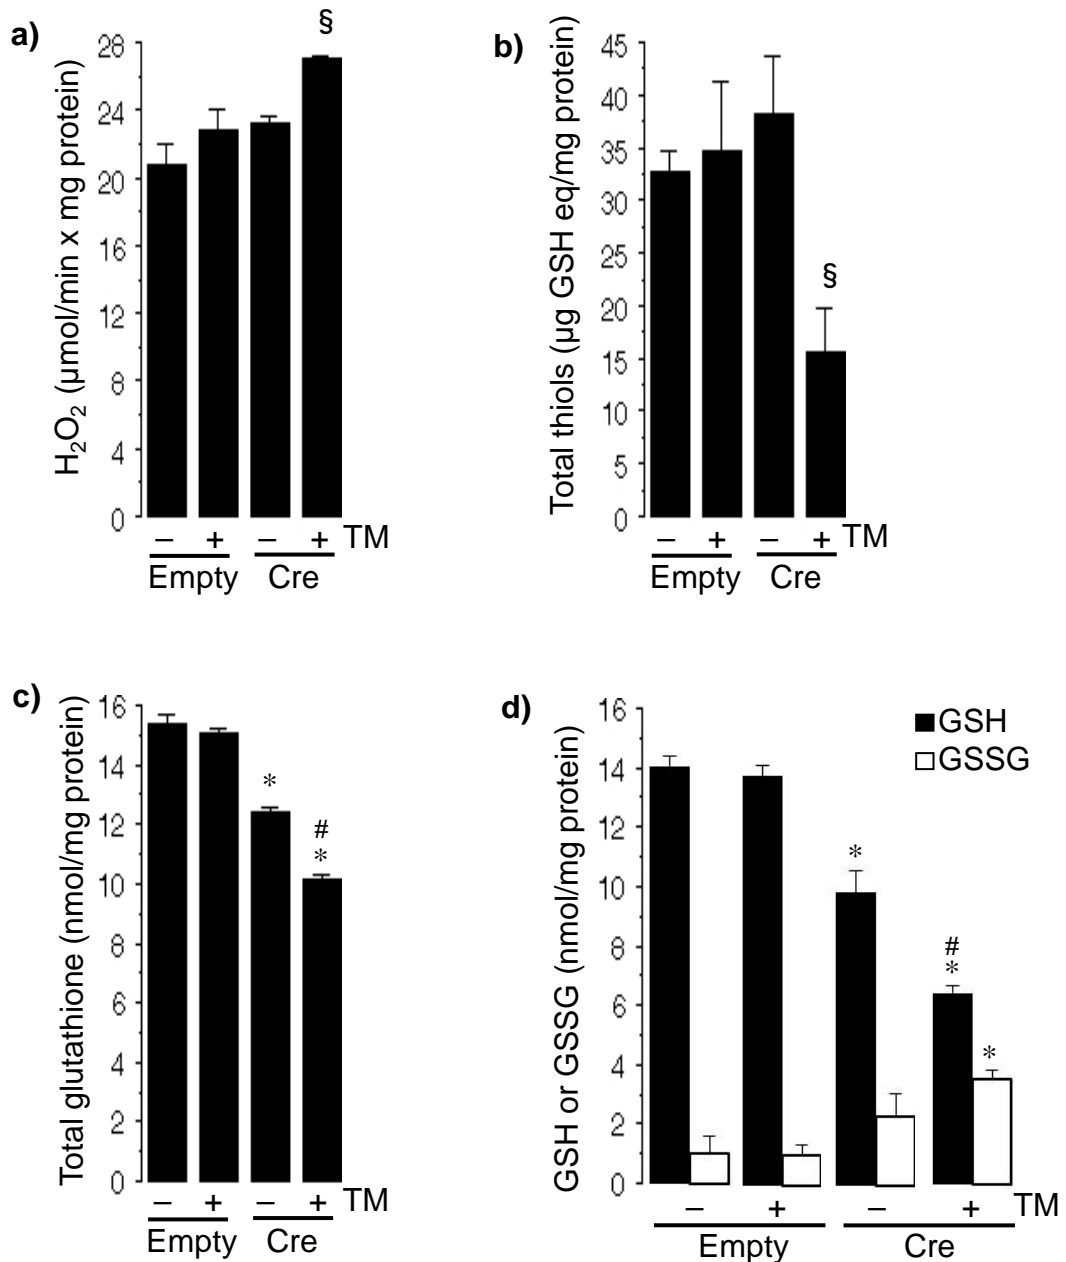 a)
§
H₂O₂ (μmol/min x mg protein)
28
24
20
16
12
8
4
0
– + – + TM
Empty Cre
b)
Total thiols (μg GSH eq/mg protein)
45
40
35
30
25
20
15
10
5
0
§
– + – + TM
Empty Cre
c)
Total glutathione (nmol/mg protein)
16
14
12
10
8
6
4
2
0
*
#
*
– + – + TM
Empty Cre
d)
GSH or GSSG (nmol/mg protein)
16
14
12
10
8
6
4
2
0
GSH
GSSG
*
#
*
*
– + – + TM
Empty Cre